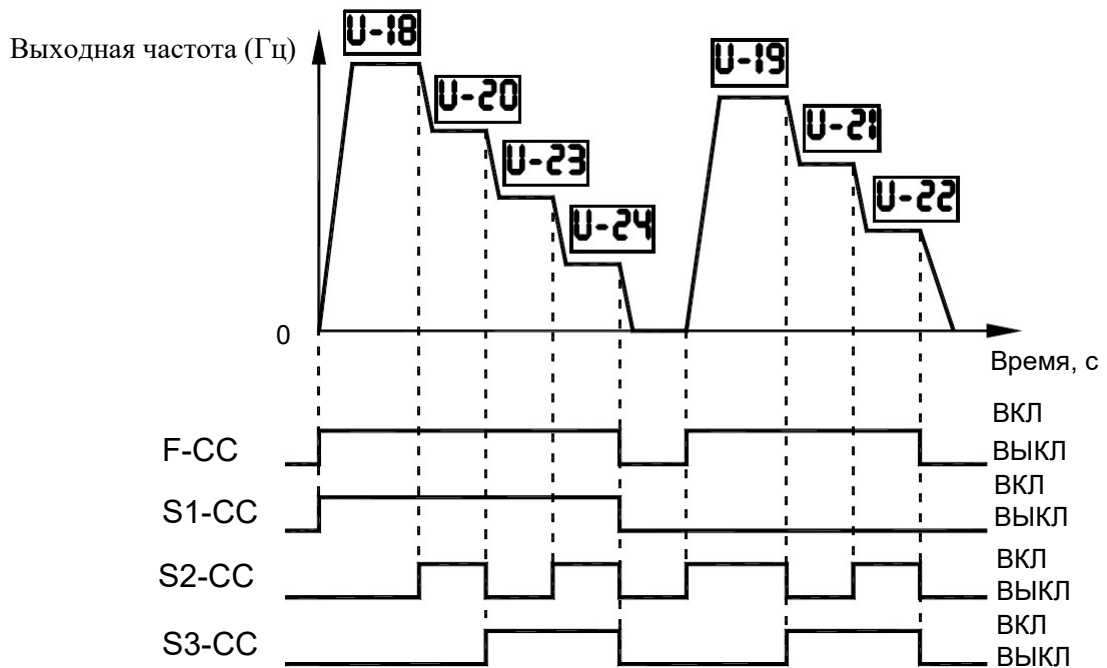 Выходная частота (Гц)
U-18
U-20
U-23
U-24
U-19
U-21
U-22
0
Время, с
F-CC
ВКЛ
ВЫКЛ
S1-CC
ВКЛ
ВЫКЛ
S2-CC
ВКЛ
ВЫКЛ
S3-CC
ВКЛ
ВЫКЛ